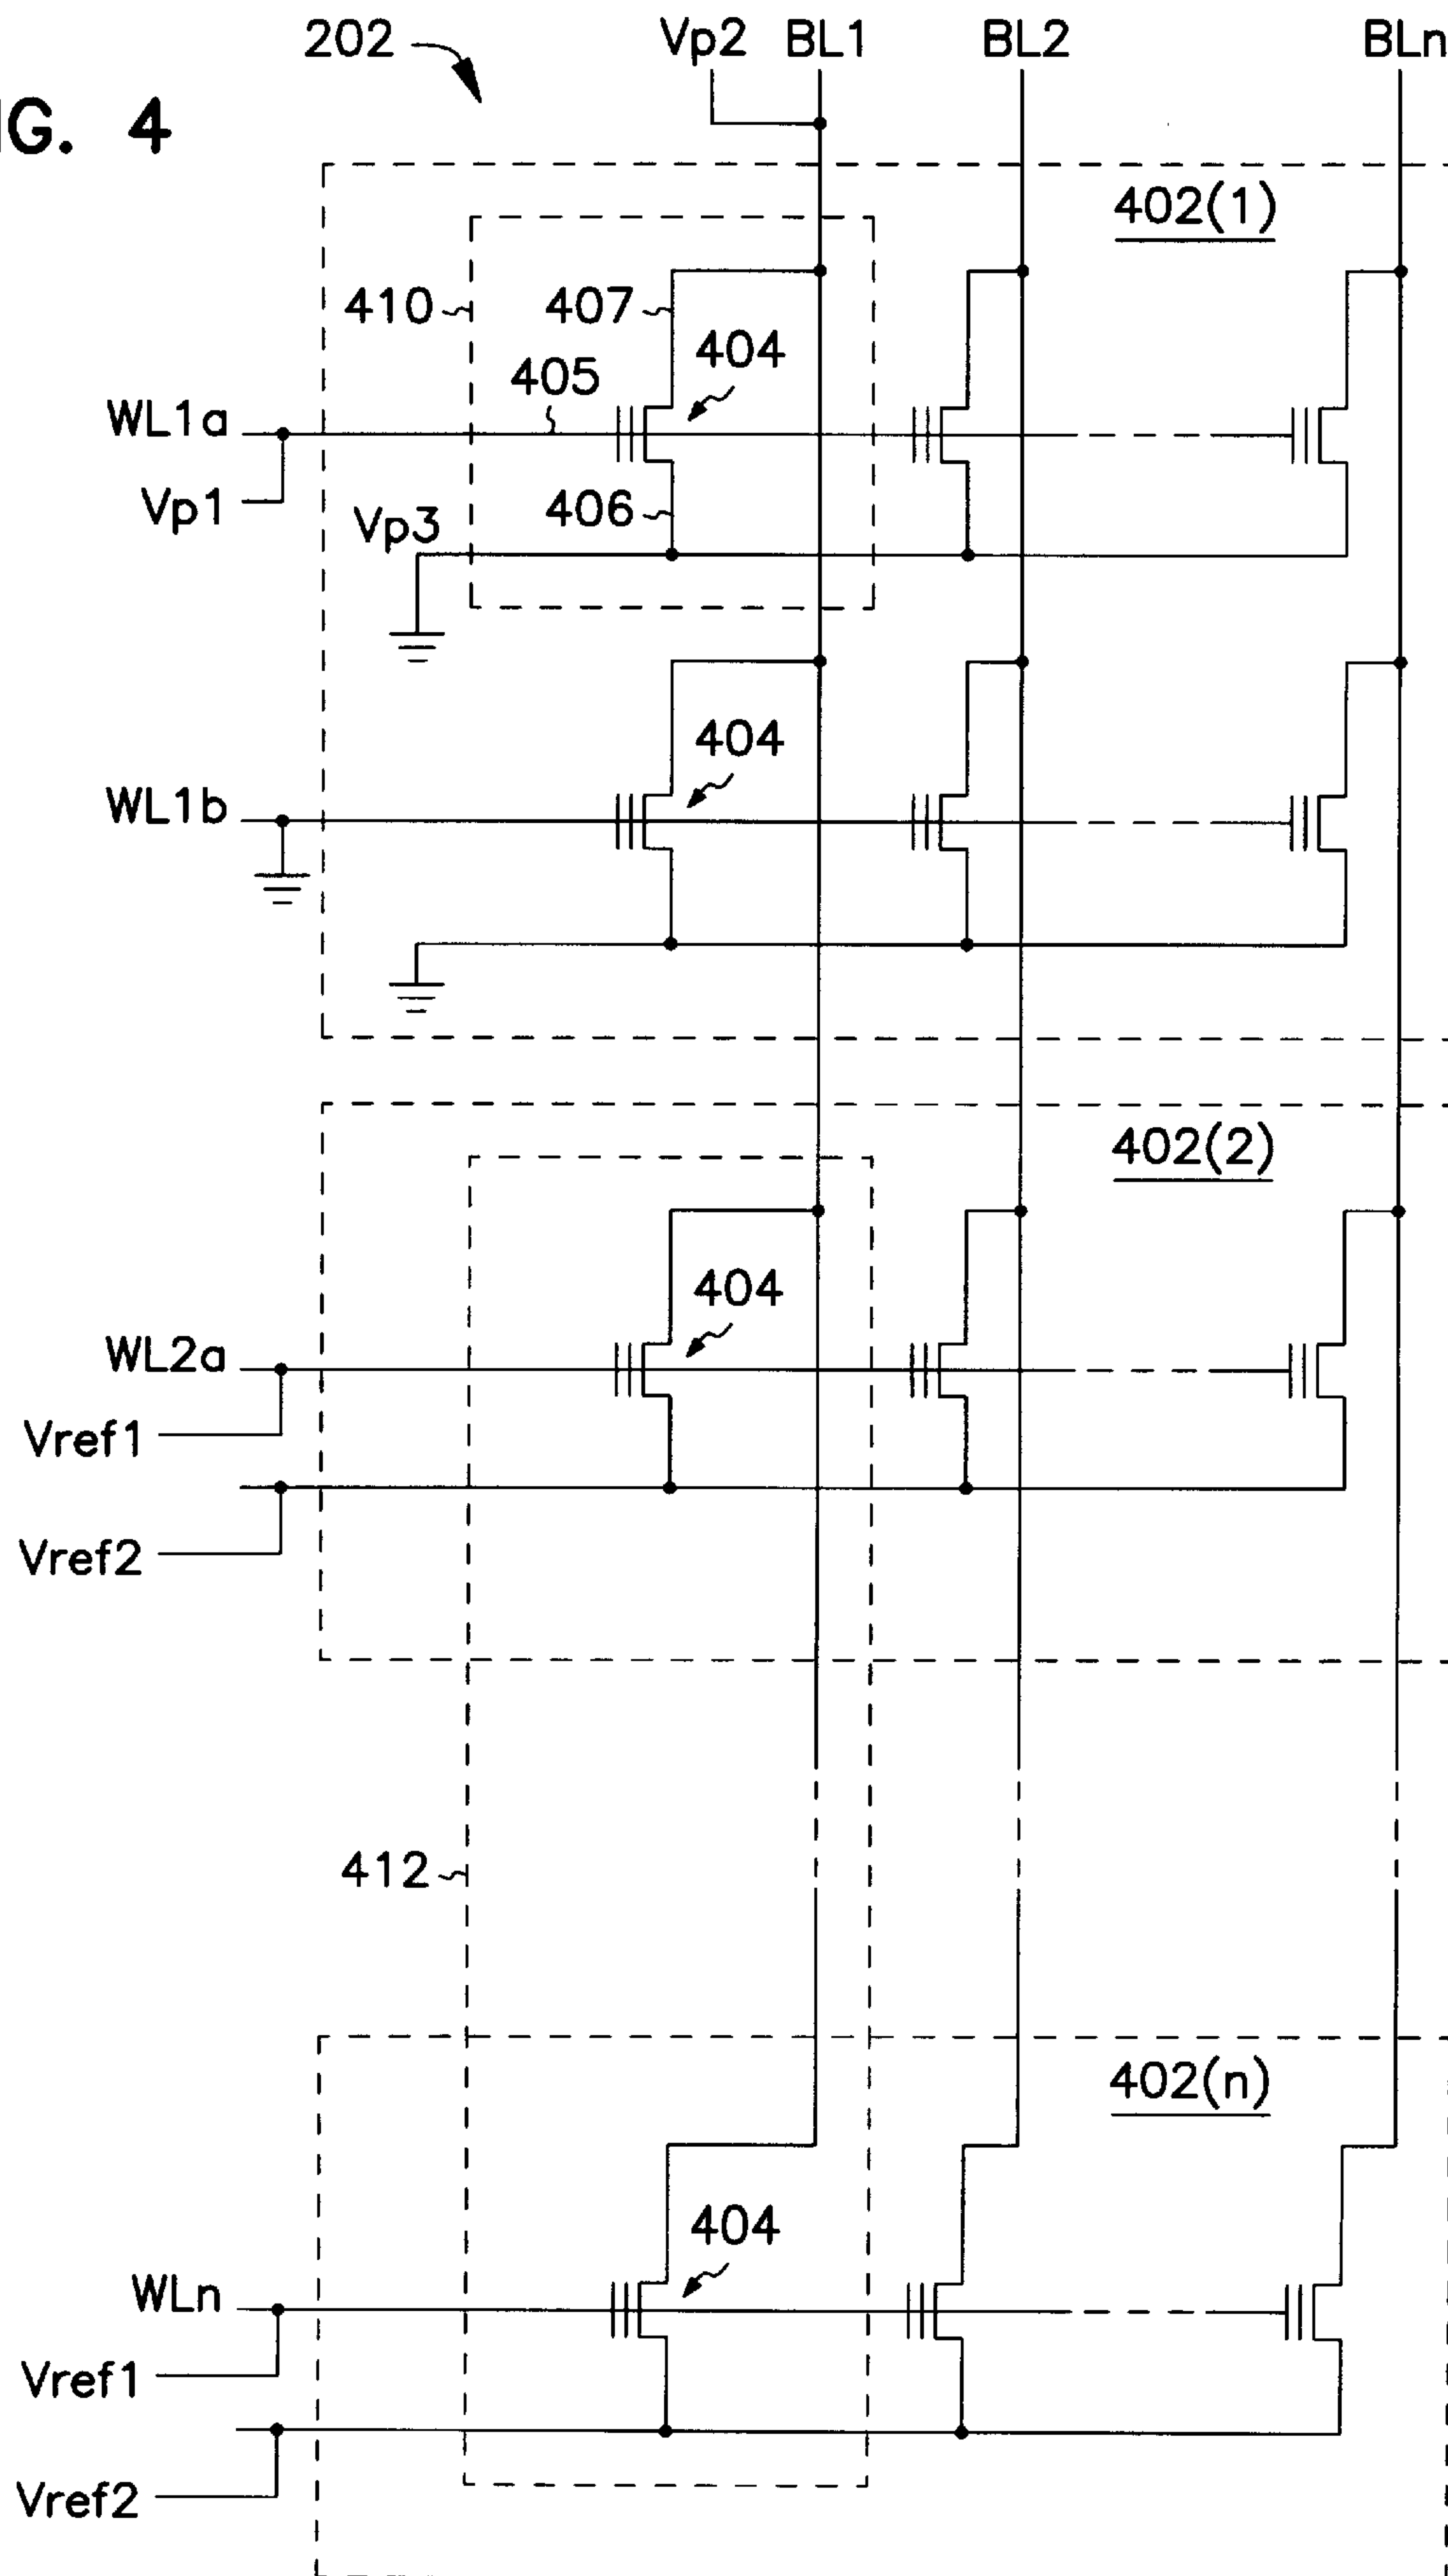 202 Vp2 BL1 BL2 BLn
IG. 4
402(1)
410 407 404
405
WL1a
Vp1 Vp3 406
404
WL1b
402(2)
404
WL2a
Vref1
Vref2
412
402(n)
404
WLn
Vref1
Vref2